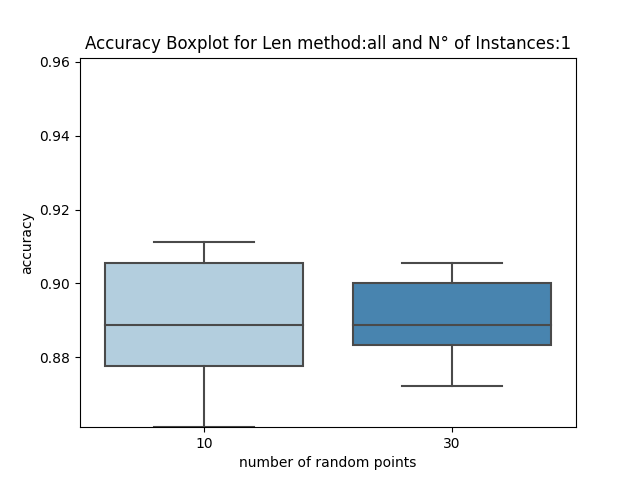 Accuracy Boxplot for Len method:all and N° of Instances:1
0.96
0.94
0.92
0.90
0.88
accuracy
10
30
number of random points